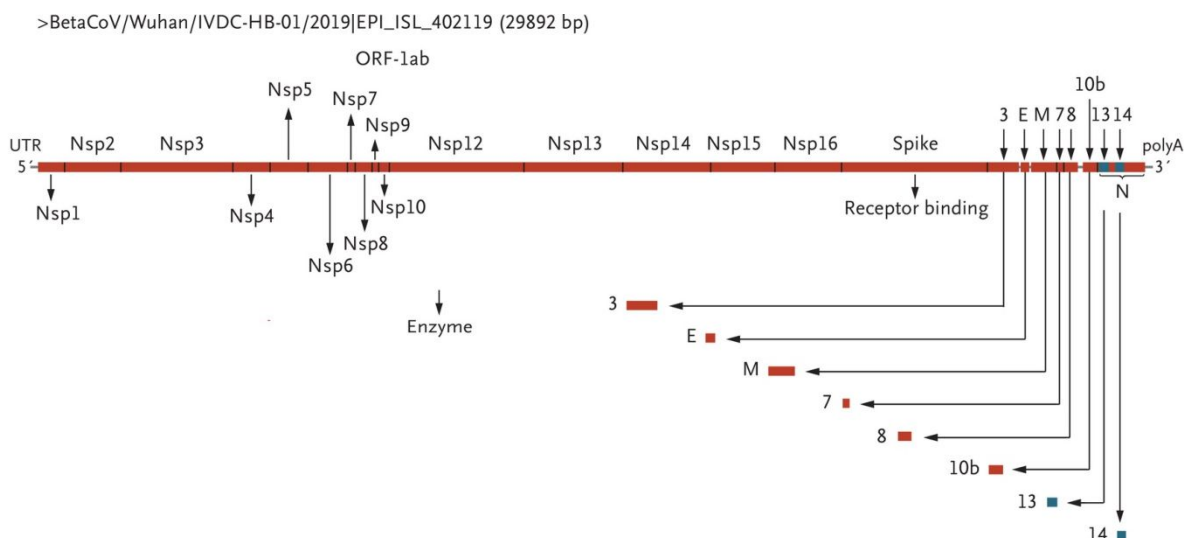 >BetaCoV/Wuhan/IVDC-HB-01/2019|EPI_ISL_402119 (29892 bp)
ORF-1ab
10b
Nsp5
Nsp7
Nsp9
3 E M 7 8 13 14
UTR Nsp2 Nsp3 Nsp12 Nsp13 Nsp14 Nsp15 Nsp16 Spike polyA
5´ 3´
Nsp1 Nsp4 Nsp10 Receptor binding N
Nsp8
Nsp6
3
Enzyme
E
M
7
8
10b
13
14